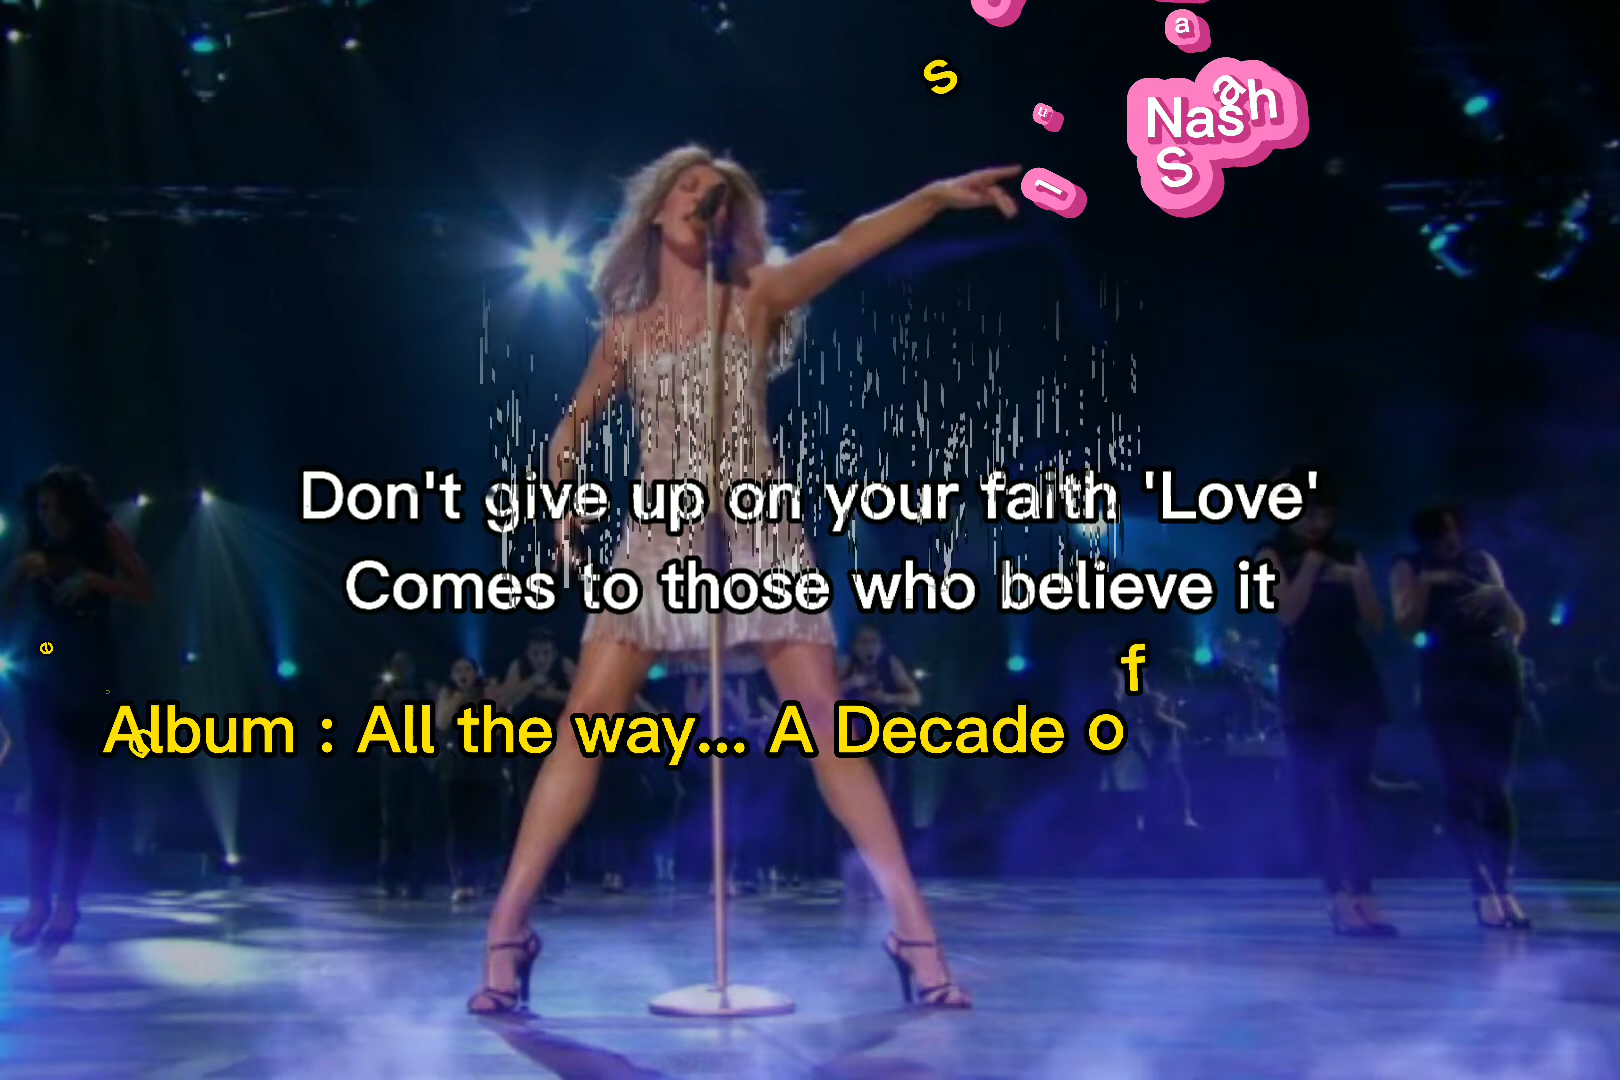 Nash
Don't give up on your faith 'Love'
Comes to those who believe it
Album : All the way... A Decade of